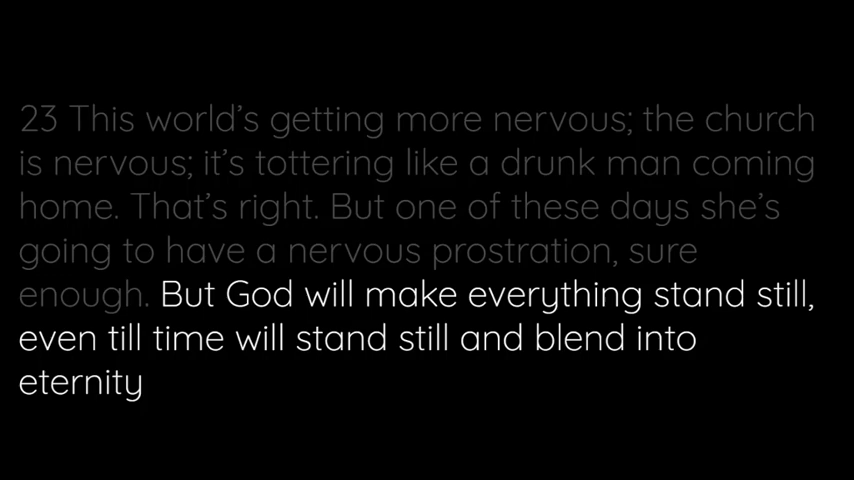 23 This world's getting more nervous; the church
is nervous; it's tottering like a drunk man coming
home. That's right. But one of these days she's
going to have a nervous prostration, sure
enough. But God will make everything stand still,
even till time will stand still and blend into
eternity